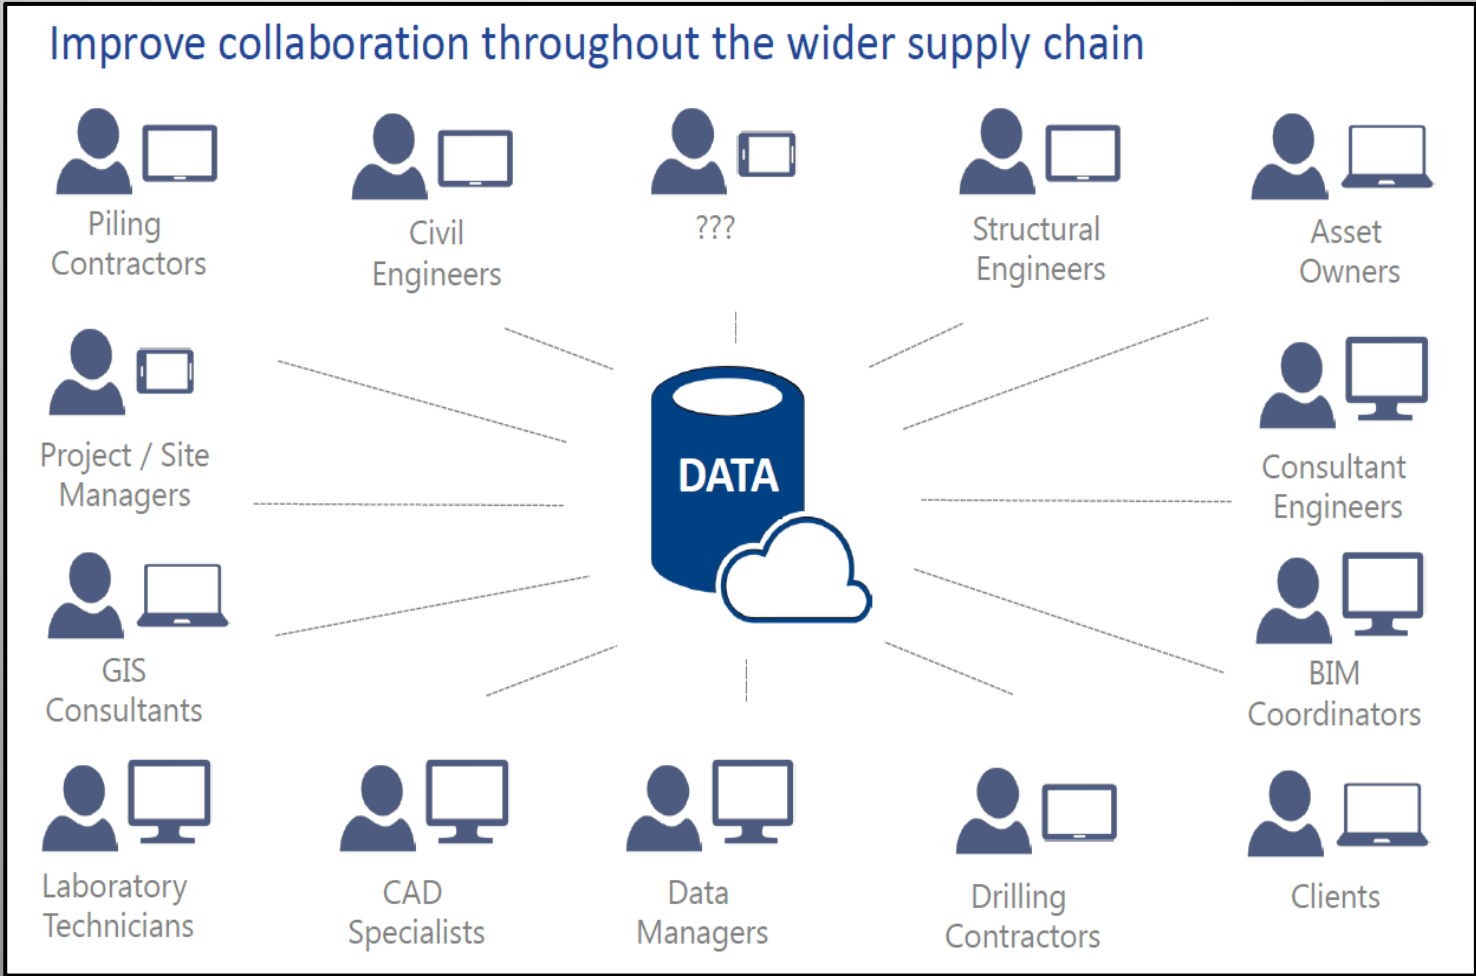 Improve collaboration throughout the wider supply chain
Piling
Contractors
Civil
Engineers
???
Structural
Engineers
Asset
Owners
Project / Site
Managers
DATA
Consultant
Engineers
GIS
Consultants
BIM
Coordinators
Laboratory
Technicians
CAD
Specialists
Data
Managers
Drilling
Contractors
Clients